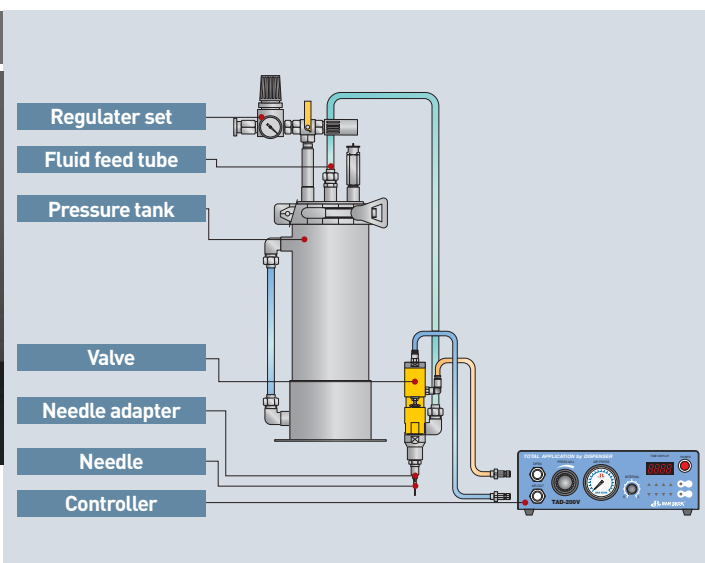 Regulater set
Fluid feed tube
Pressure tank
Valve
Needle adapter
Needle
Controller
TOTAL APPLICATION by DISPENSER
TAD-200V